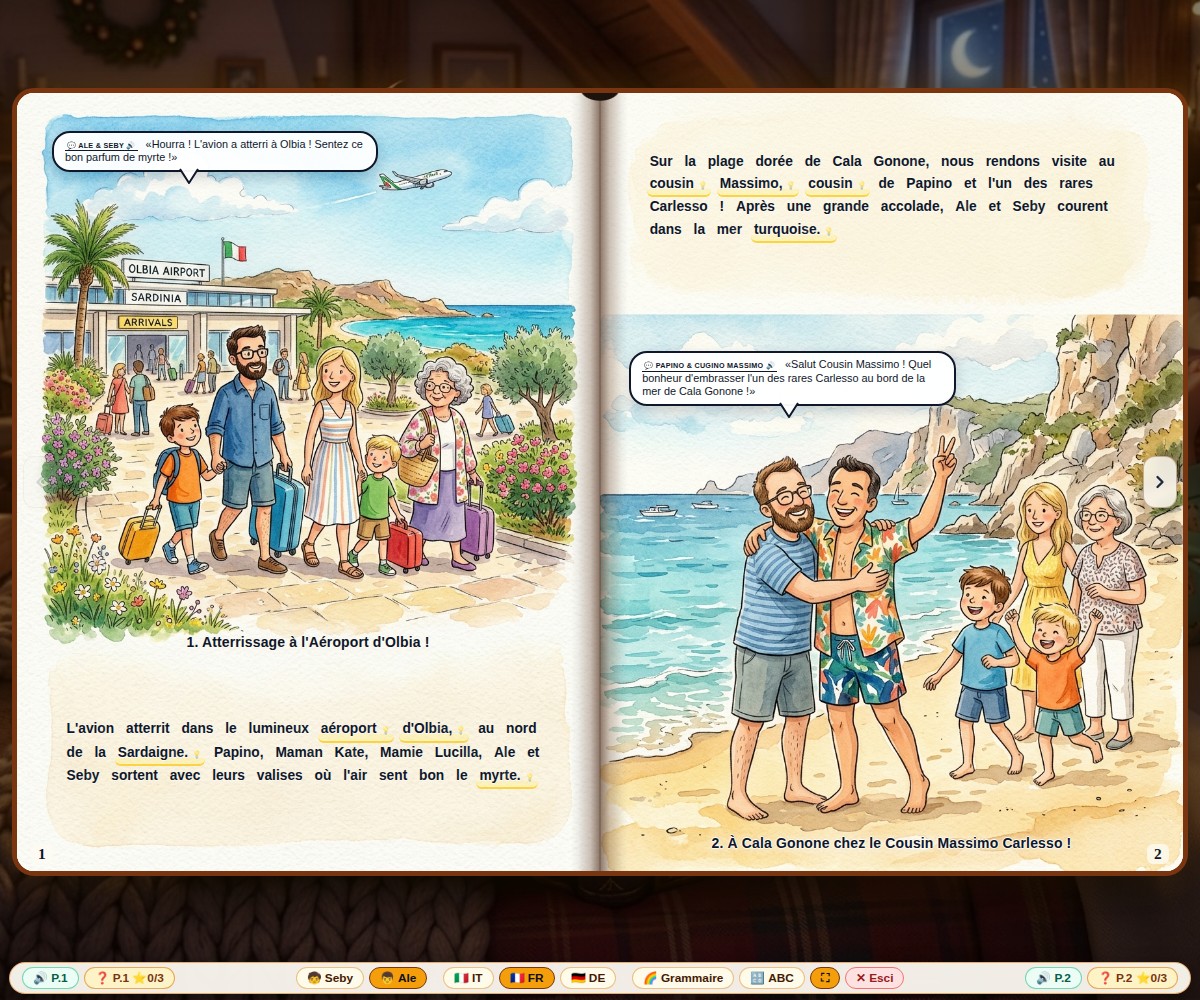 💬 ALE & SEBY 🔊 «Hourra ! L'avion a atterri à Olbia ! Sentez ce
bon parfum de myrte !»
OLBIA AIRPORT
SARDINIA
ARRIVALS
1. Atterrissage à l'Aéroport d'Olbia !
L'avion atterrit dans le lumineux aéroport d'Olbia, au nord
de la Sardaigne. Papino, Maman Kate, Mamie Lucilla, Ale et
Seby sortent avec leurs valises où l'air sent bon le myrte.
1
Sur la plage dorée de Cala Gonone, nous rendons visite au
cousin Massimo, cousin de Papino et l'un des rares
Carlesso ! Après une grande accolade, Ale et Seby courent
dans la mer turquoise.
💬 PAPINO & CUGINO MASSIMO 🔊 «Salut Cousin Massimo ! Quel
bonheur d'embrasser l'un des rares Carlesso au bord de la
mer de Cala Gonone !»
2. À Cala Gonone chez le Cousin Massimo Carlesso !
2
🔊 P.1 ❓ P.1 ⭐0/3 🧒 Seby 👦 Ale 🇮🇹 IT 🇫🇷 FR 🇩🇪 DE 🌈 Grammaire 🔠 ABC ⛶ ✕ Esci 🔊 P.2 ❓ P.2 ⭐0/3